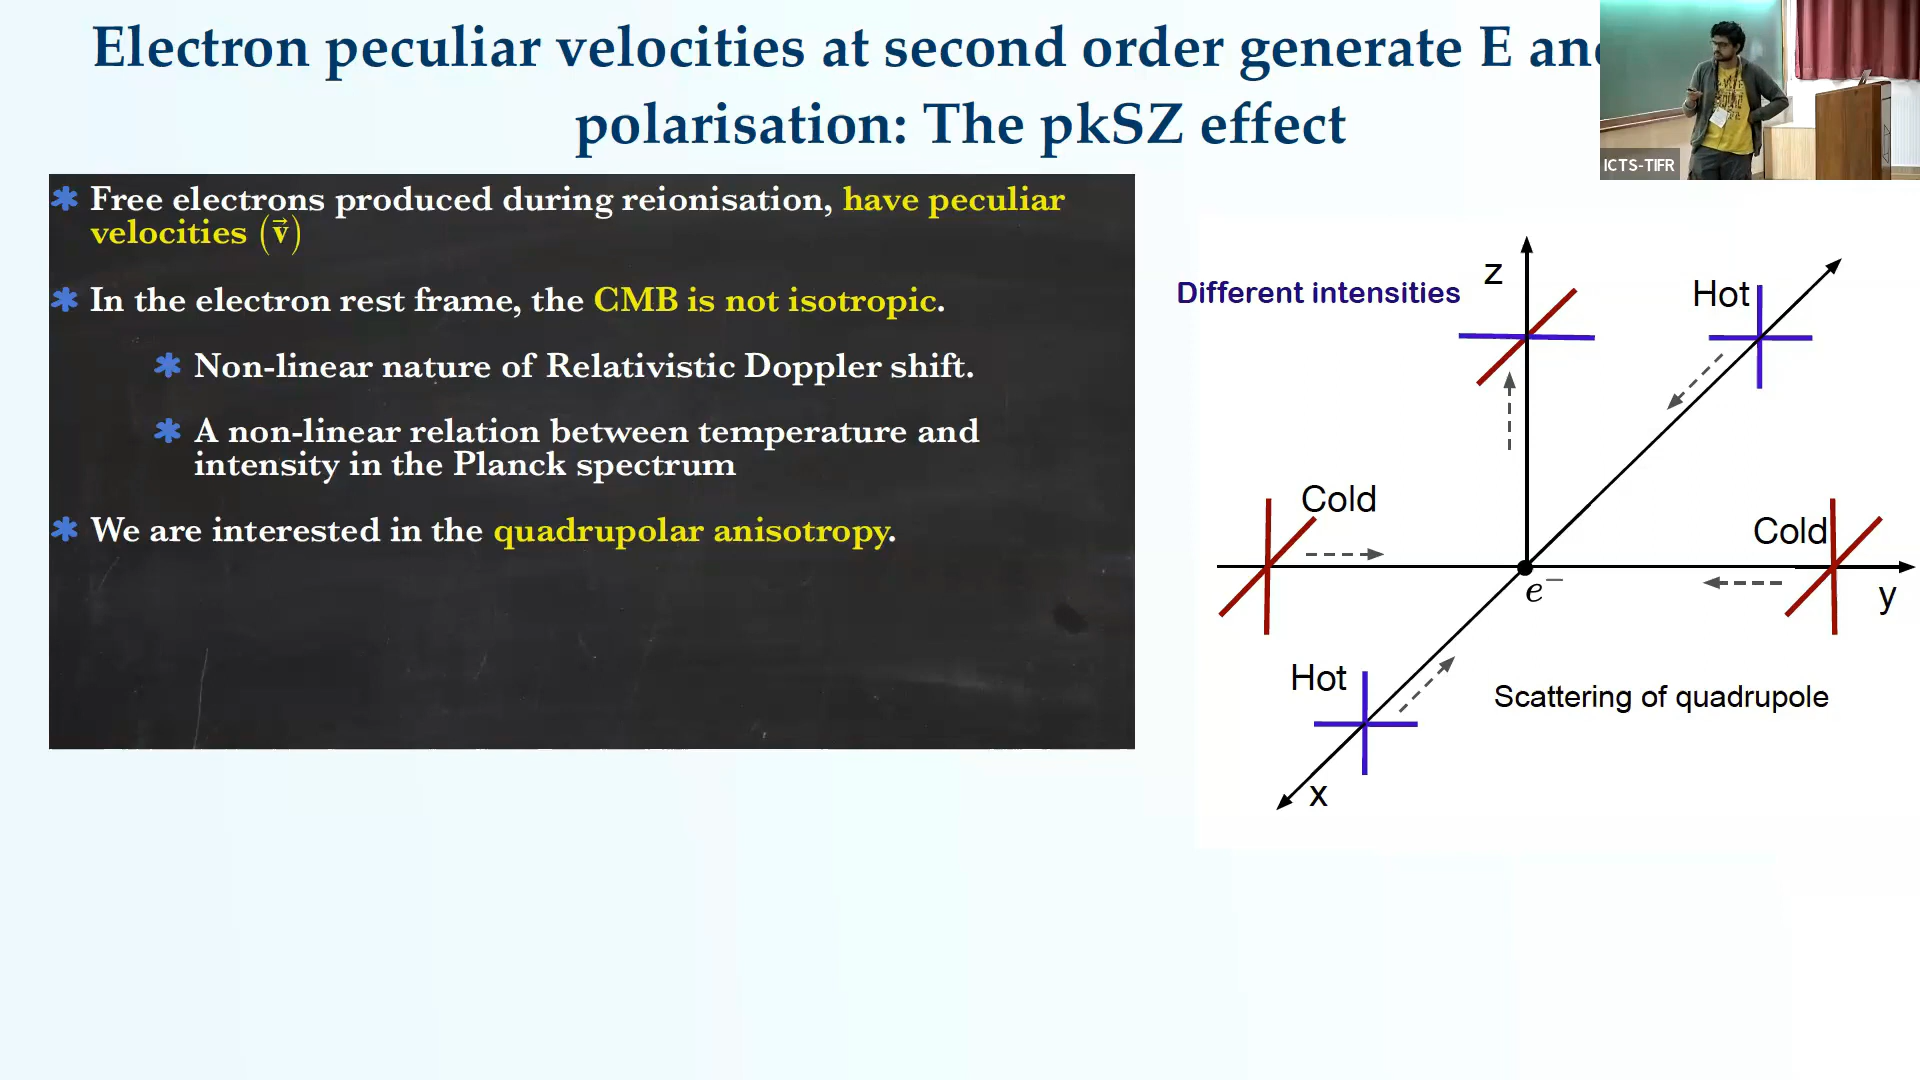 Electron peculiar velocities at second order generate E and
polarisation: The pkSZ effect
ICTS-TIFR
* Free electrons produced during reionisation, have peculiar
velocities (v⃗)
* In the electron rest frame, the CMB is not isotropic.
* Non-linear nature of Relativistic Doppler shift.
* A non-linear relation between temperature and
intensity in the Planck spectrum
* We are interested in the quadrupolar anisotropy.
Different intensities
z
Hot
Cold
Cold
e⁻
y
Hot
Scattering of quadrupole
x